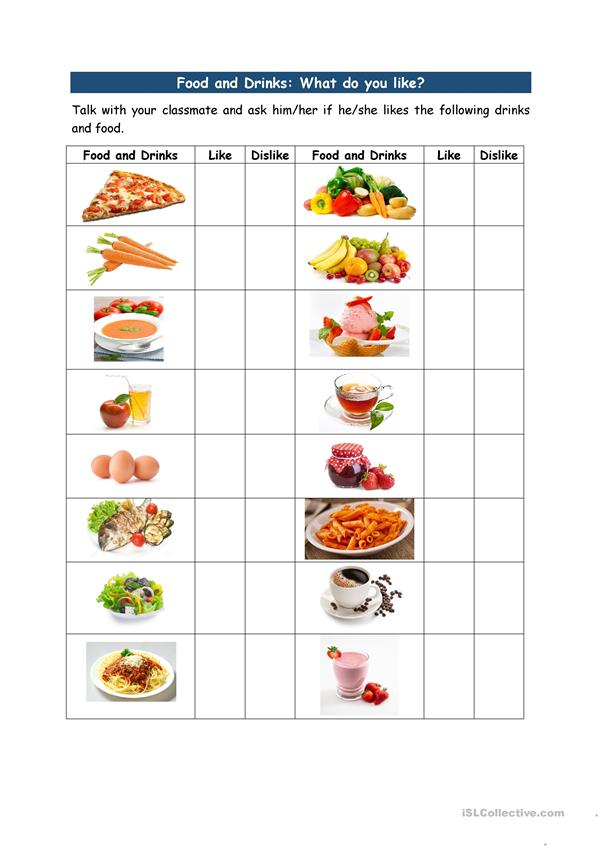 Food and Drinks: What do you like?
Talk with your classmate and ask him/her if he/she likes the following drinks
and food.
Food and Drinks Like Dislike Food and Drinks Like Dislike
iSLCollective.com